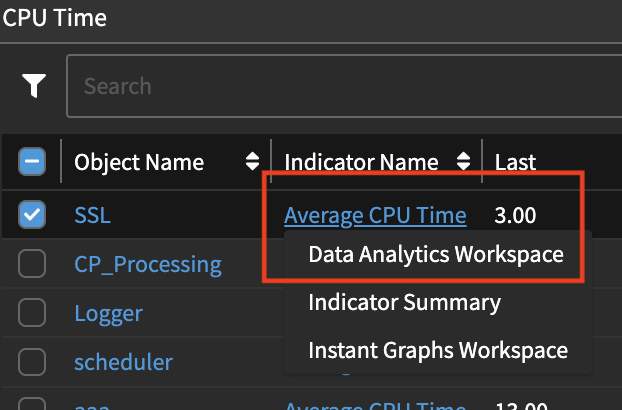 CPU Time
Search
Object Name Indicator Name Last
SSL Average CPU Time 3.00
Data Analytics Workspace
CP_Processing
Indicator Summary
Logger
Instant Graphs Workspace
scheduler
aaa Average CPU Time 13.00